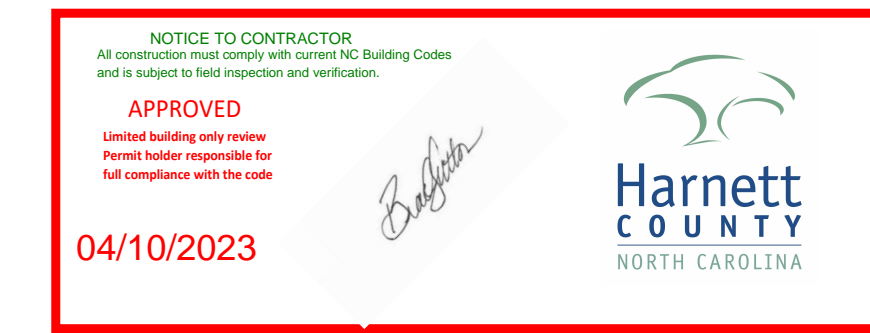 NOTICE TO CONTRACTOR
All construction must comply with current NC Building Codes
and is subject to field inspection and verification.
APPROVED
Limited building only review
Permit holder responsible for
full compliance with the code
04/10/2023
Harnett
COUNTY
NORTH CAROLINA